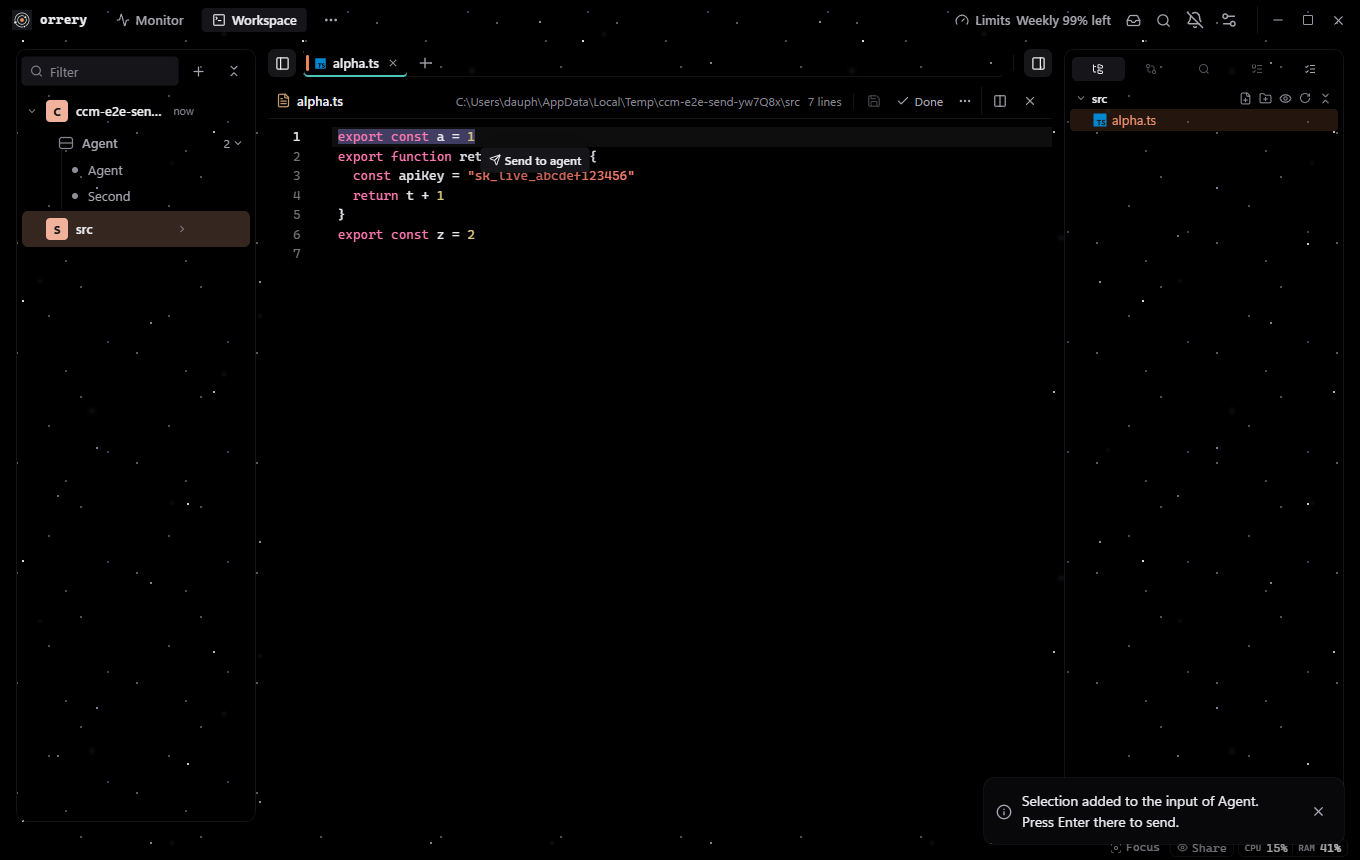 orrery Monitor Workspace ··· Limits Weekly 99% left
Filter
ccm-e2e-sen... now
Agent 2
Agent
Second
S src
alpha.ts
alpha.ts C:\Users\dauph\AppData\Local\Temp\ccm-e2e-send-yw7Q8x\src 7 lines Done ···
1 export const a = 1
2 export function ret {
Send to agent
3 const apiKey = "sk_live_abcdef123456"
4 return t + 1
5 }
6 export const z = 2
7
src
TS alpha.ts
Selection added to the input of Agent.
Press Enter there to send.
Focus Share CPU 15% RAM 41%